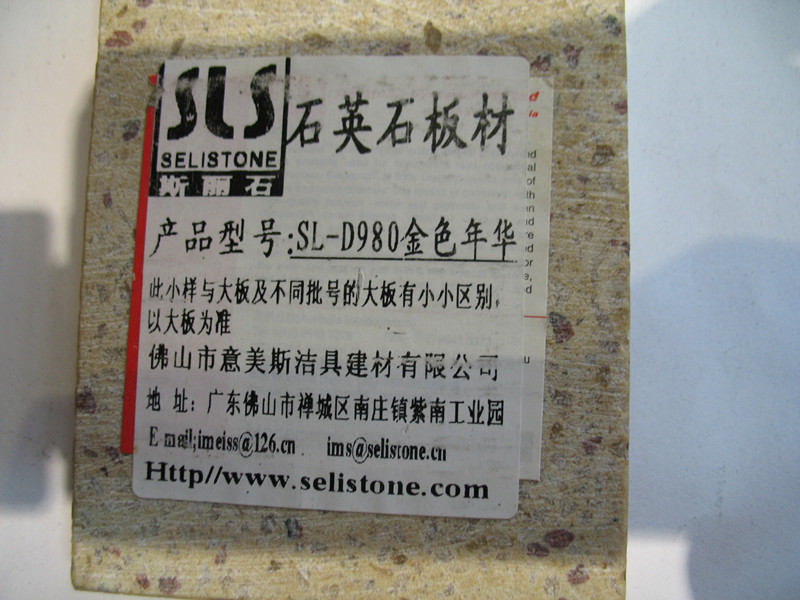 SLS
SELISTONE
斯丽石
石英石板材
产品型号:SL-D980金色年华
此小样与大板及不同批号的大板有小小区别,
以大板为准
佛山市意美斯洁具建材有限公司
地 址: 广东佛山市禅城区南庄镇紫南工业园
E mail;imeiss@126.cn ims@selistone.cn
Http//www.selistone.com